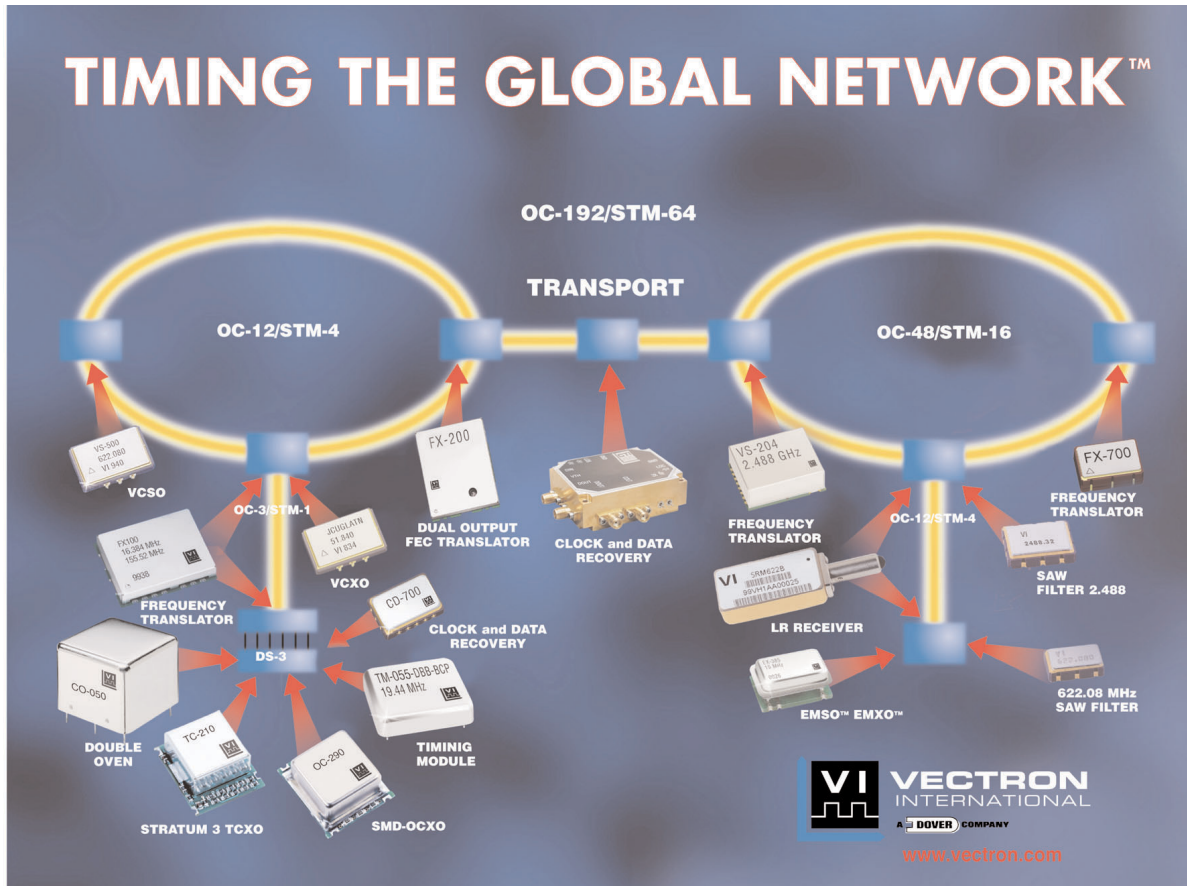 TIMING THE GLOBAL NETWORK™
OC-192/STM-64
TRANSPORT
OC-12/STM-4
OC-48/STM-16
VS-500
622.080
VI 940
VCSO
FX-200
DUAL OUTPUT
FEC TRANSLATOR
CLOCK and DATA
RECOVERY
VS-204
2.488 GHz
FREQUENCY
TRANSLATOR
FX-700
FREQUENCY
TRANSLATOR
OC-3/STM-1
FX100
16.384 MHz
155.52 MHz
9938
FREQUENCY
TRANSLATOR
JCUGLATN
51.840
VI 834
VCXO
OC-12/STM-4
VI
SRM622B
99VH1AA00025
LR RECEIVER
VI
2488.32
SAW
FILTER 2.488
CD-700
CLOCK and DATA
RECOVERY
DS-3
CO-050
DOUBLE
OVEN
TC-210
STRATUM 3 TCXO
OC-290
SMD-OCXO
TM-055-DBB-BCP
19.44 MHz
TIMINIG
MODULE
EMSO™ EMXO™
622.08 MHz
SAW FILTER
VI
VECTRON
INTERNATIONAL
A DOVER COMPANY
www.vectron.com